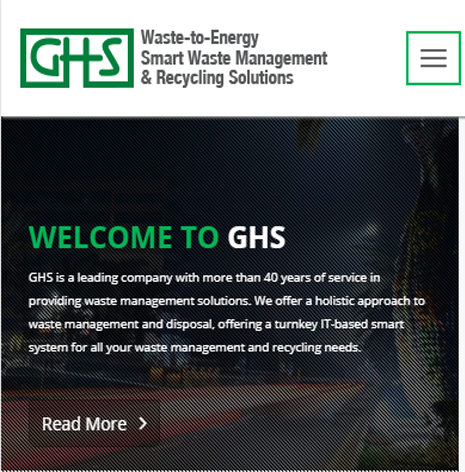 GHS
Waste-to-Energy
Smart Waste Management
& Recycling Solutions
WELCOME TO GHS
GHS is a leading company with more than 40 years of service in
providing waste management solutions. We offer a holistic approach to
waste management and disposal, offering a turnkey IT-based smart
system for all your waste management and recycling needs.
Read More